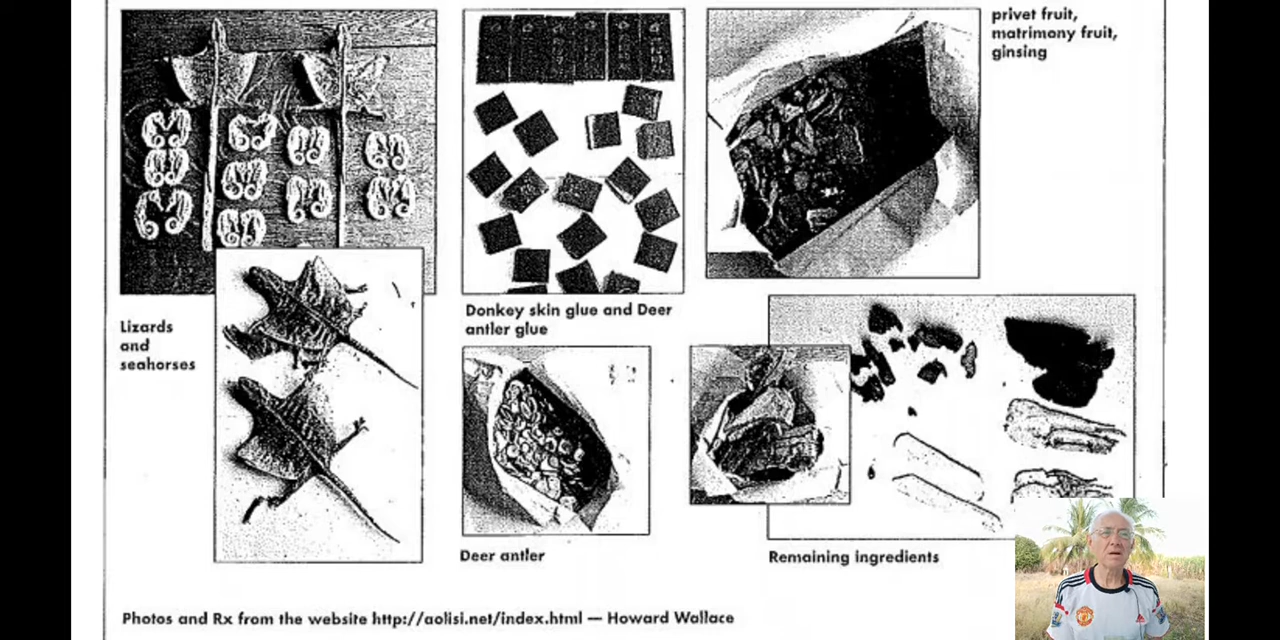 privet fruit,
matrimony fruit,
ginsing
Lizards
and
seahorses
Donkey skin glue and Deer
antler glue
Deer antler
Remaining ingredients
Photos and Rx from the website http://aolisi.net/index.html — Howard Wallace